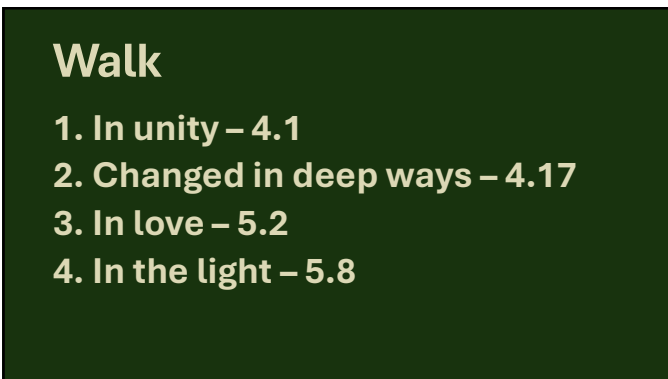 Walk
1. In unity – 4.1
2. Changed in deep ways – 4.17
3. In love – 5.2
4. In the light – 5.8